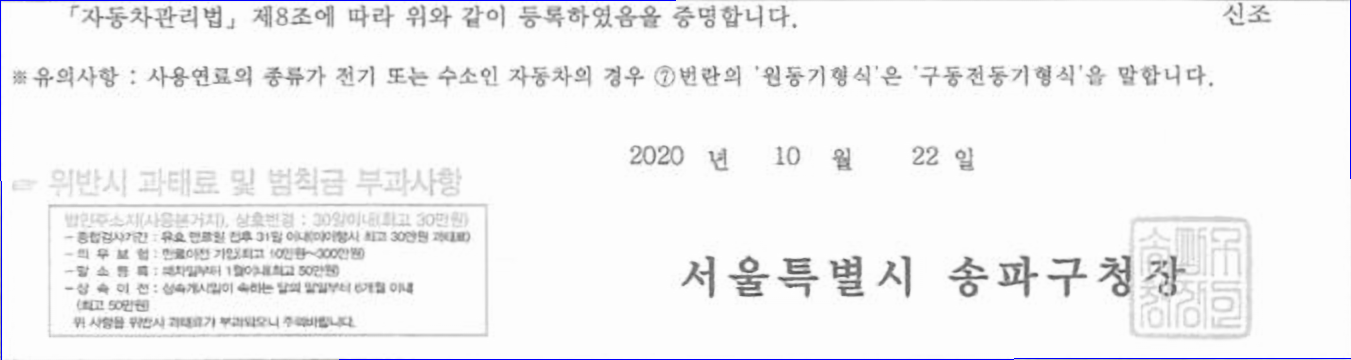 「자동차관리법」 제8조에 따라 위와 같이 등록하였음을 증명합니다. 신조
※유의사항 : 사용연료의 종류가 전기 또는 수소인 자동차의 경우 ⑦번란의 '원동기형식'은 '구동전동기형식'을 말합니다.
2020 년 10 월 22 일
☞ 위반시 과태료 및 범칙금 부과사항
법인주소지(사용본거지), 상호변경 : 30일이내(최고 30만원)
- 종합검사기간 : 유효 만료일 전후 31일 이내(미이행시 최고 30만원 과태료)
- 의 무 보 험 : 만료이전 가입(최고 10만원~300만원)
- 말 소 등 록 : 폐차일부터 1월이내(최고 50만원)
- 상 속 이 전 : 상속개시일이 속하는 달의 말일부터 6개월 이내
(최고 50만원)
위 사항을 위반시 과태료가 부과되오니 주의바랍니다.
서울특별시 송파구청장